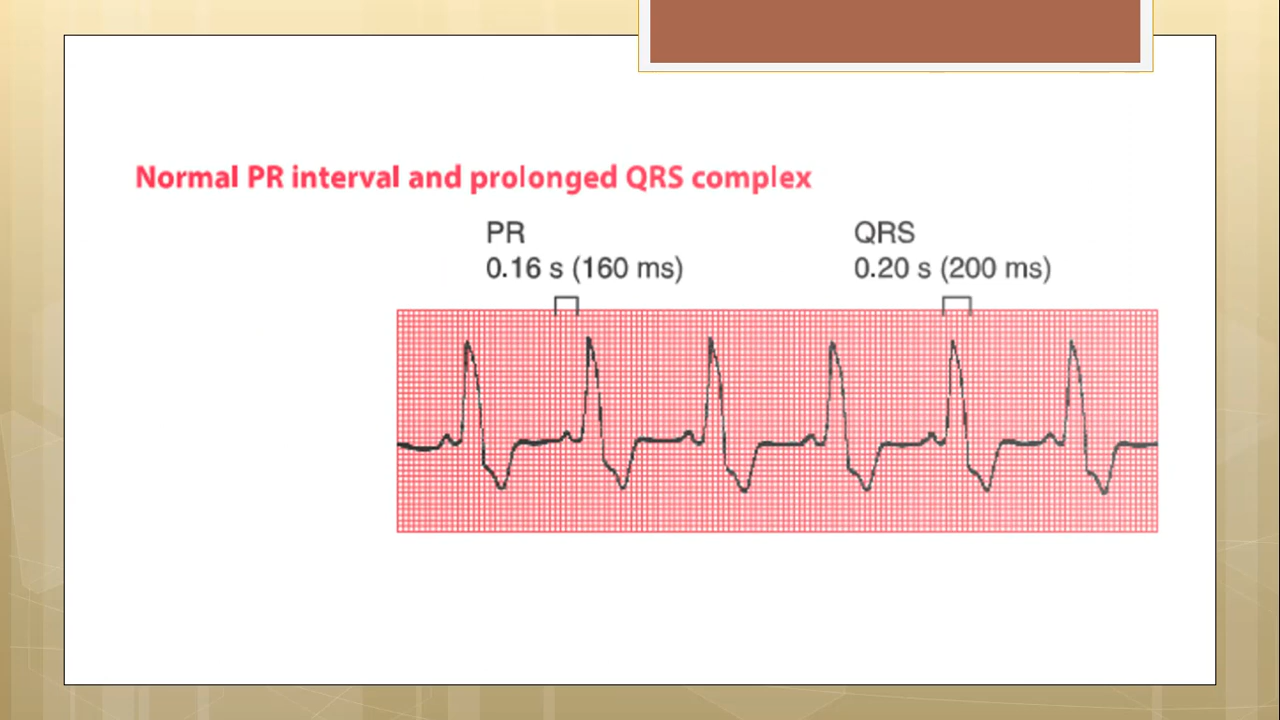 Normal PR interval and prolonged QRS complex
PR
0.16 s (160 ms)
QRS
0.20 s (200 ms)